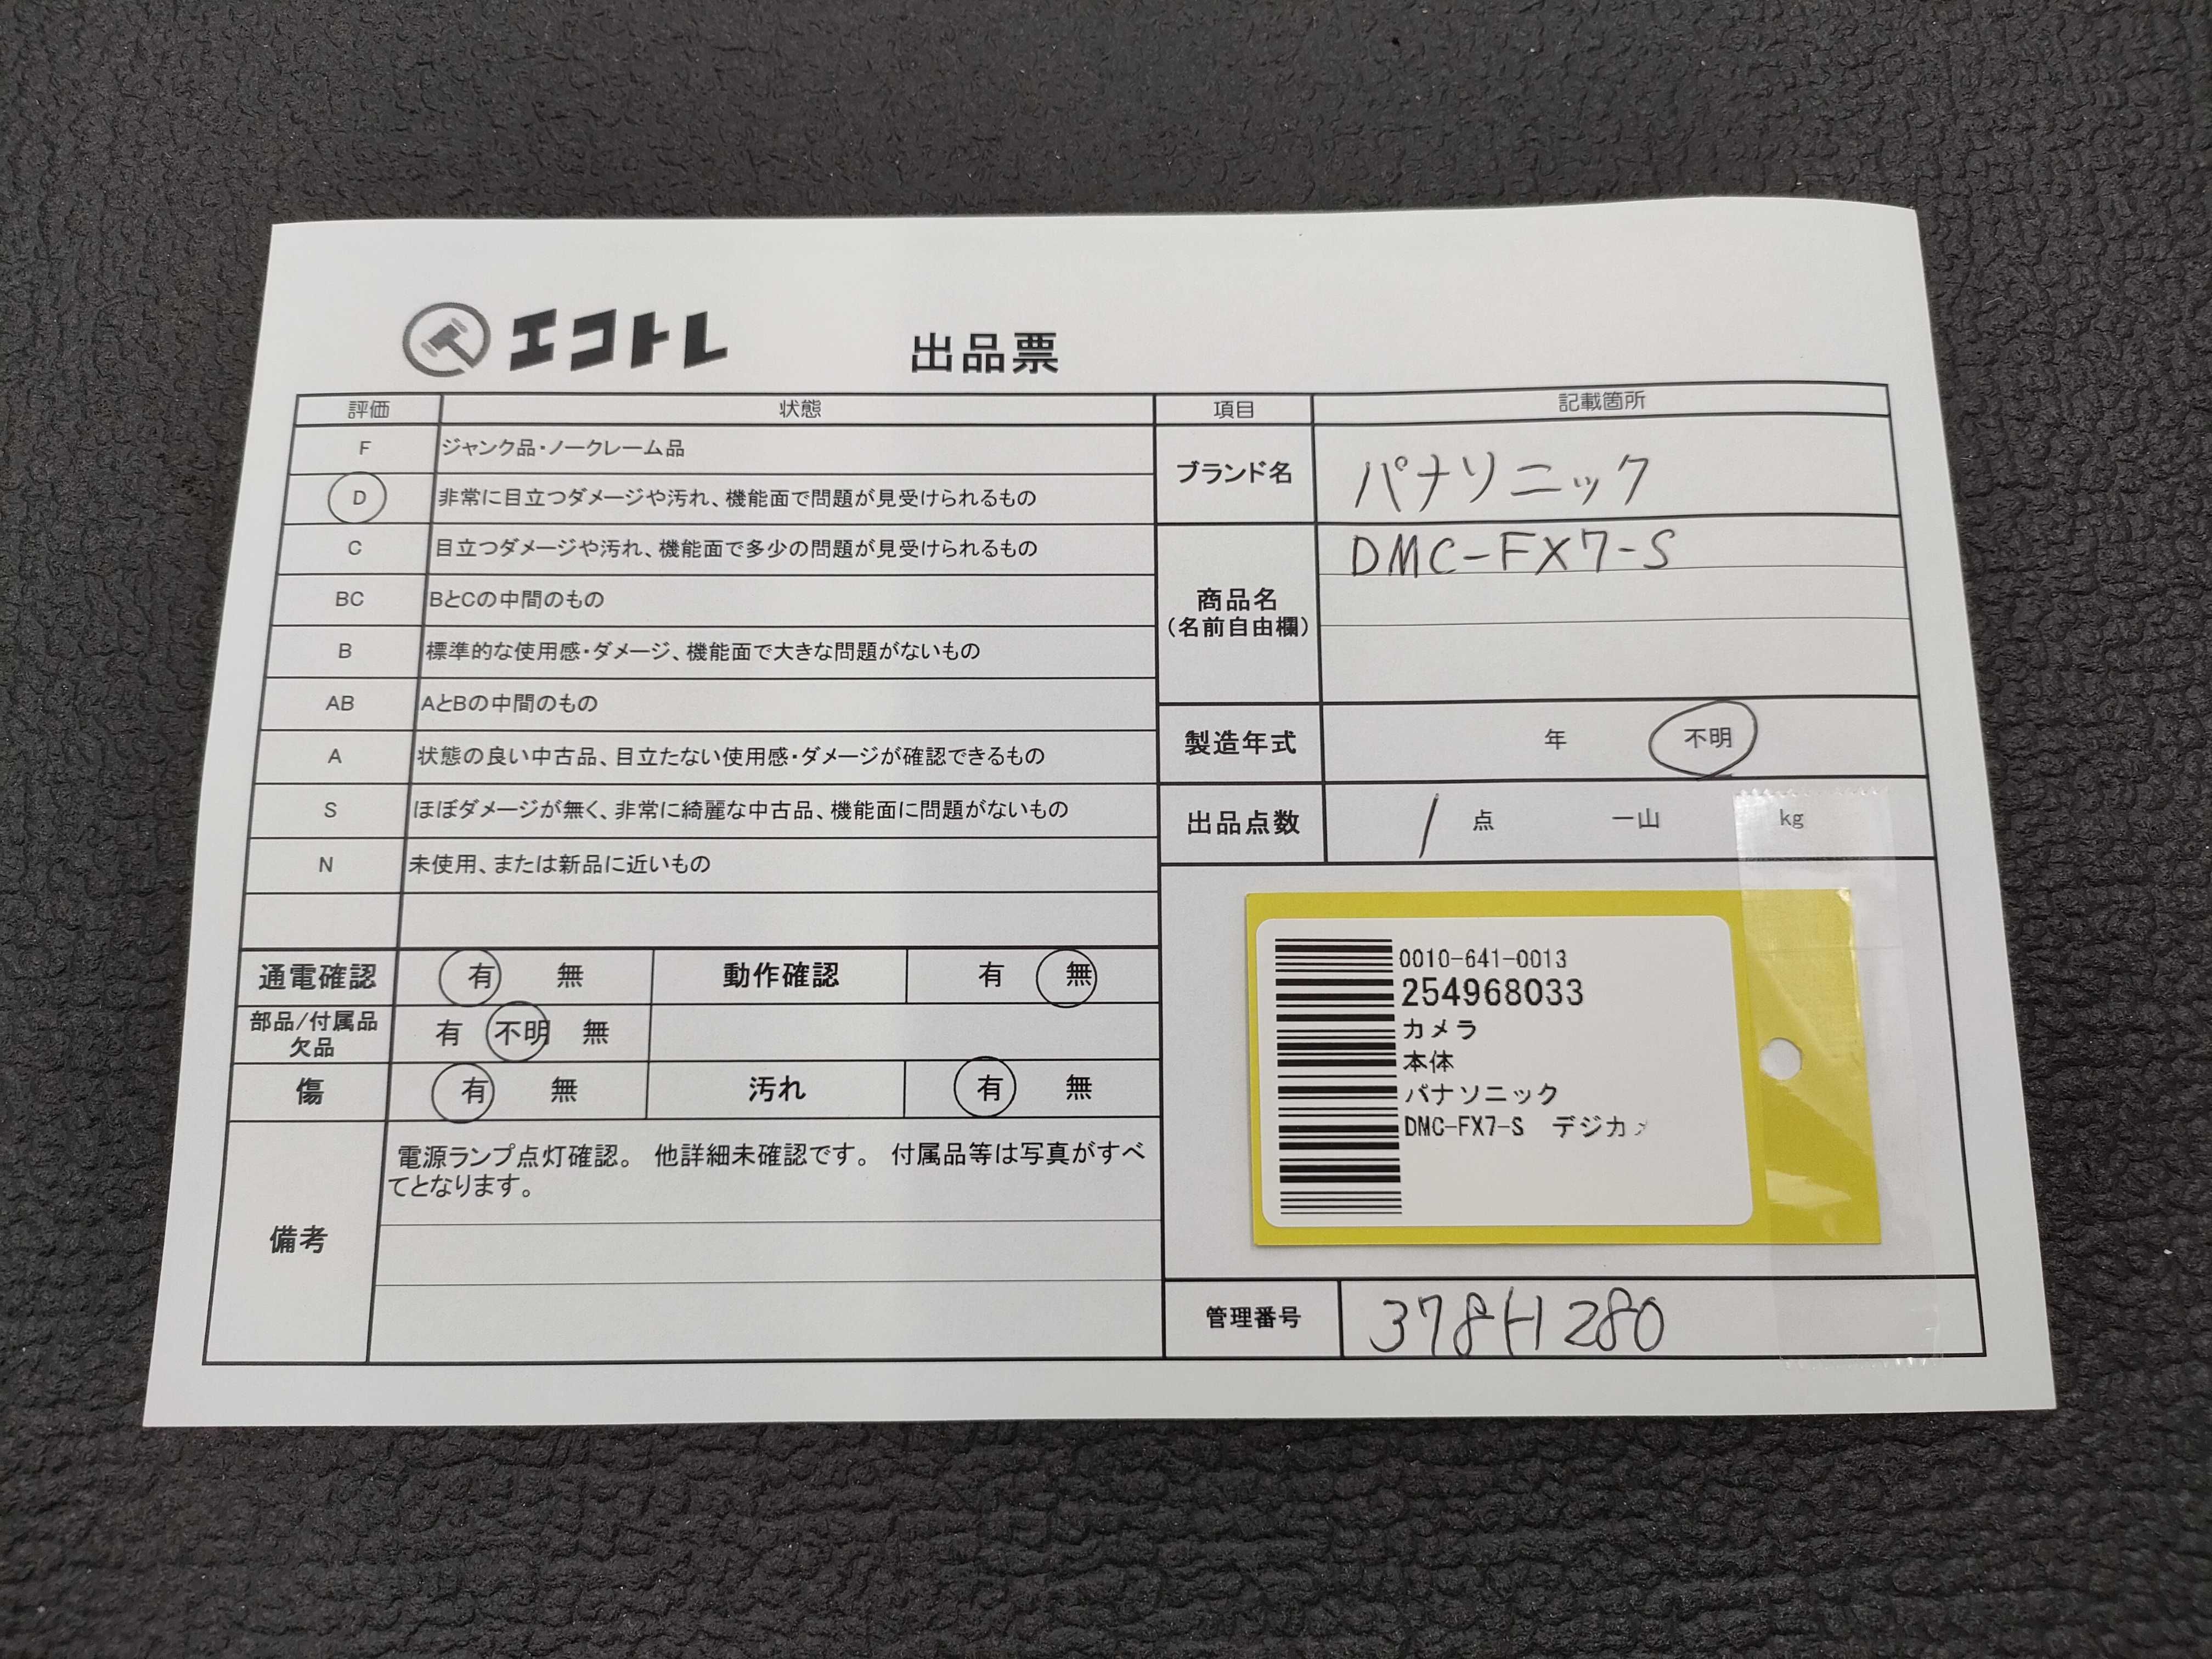 エコトレ
出品票
評価 状態
F ジャンク品・ノークレーム品
D 非常に目立つダメージや汚れ、機能面で問題が見受けられるもの
C 目立つダメージや汚れ、機能面で多少の問題が見受けられるもの
BC BとCの中間のもの
B 標準的な使用感・ダメージ、機能面で大きな問題がないもの
AB AとBの中間のもの
A 状態の良い中古品、目立たない使用感・ダメージが確認できるもの
S ほぼダメージが無く、非常に綺麗な中古品、機能面に問題がないもの
N 未使用、または新品に近いもの
通電確認 有 無 動作確認 有 無
部品/付属品
欠品 有 不明 無
傷 有 無 汚れ 有 無
備考
電源ランプ点灯確認。 他詳細未確認です。 付属品等は写真がすべ
てとなります。
項目 記載箇所
ブランド名 パナソニック
商品名
(名前自由欄)
DMC-FX7-S
製造年式 年 不明
出品点数 1 点 一山 kg
0010-641-0013
254968033
カメラ
本体
パナソニック
DMC-FX7-S デジカメ
管理番号 378H280